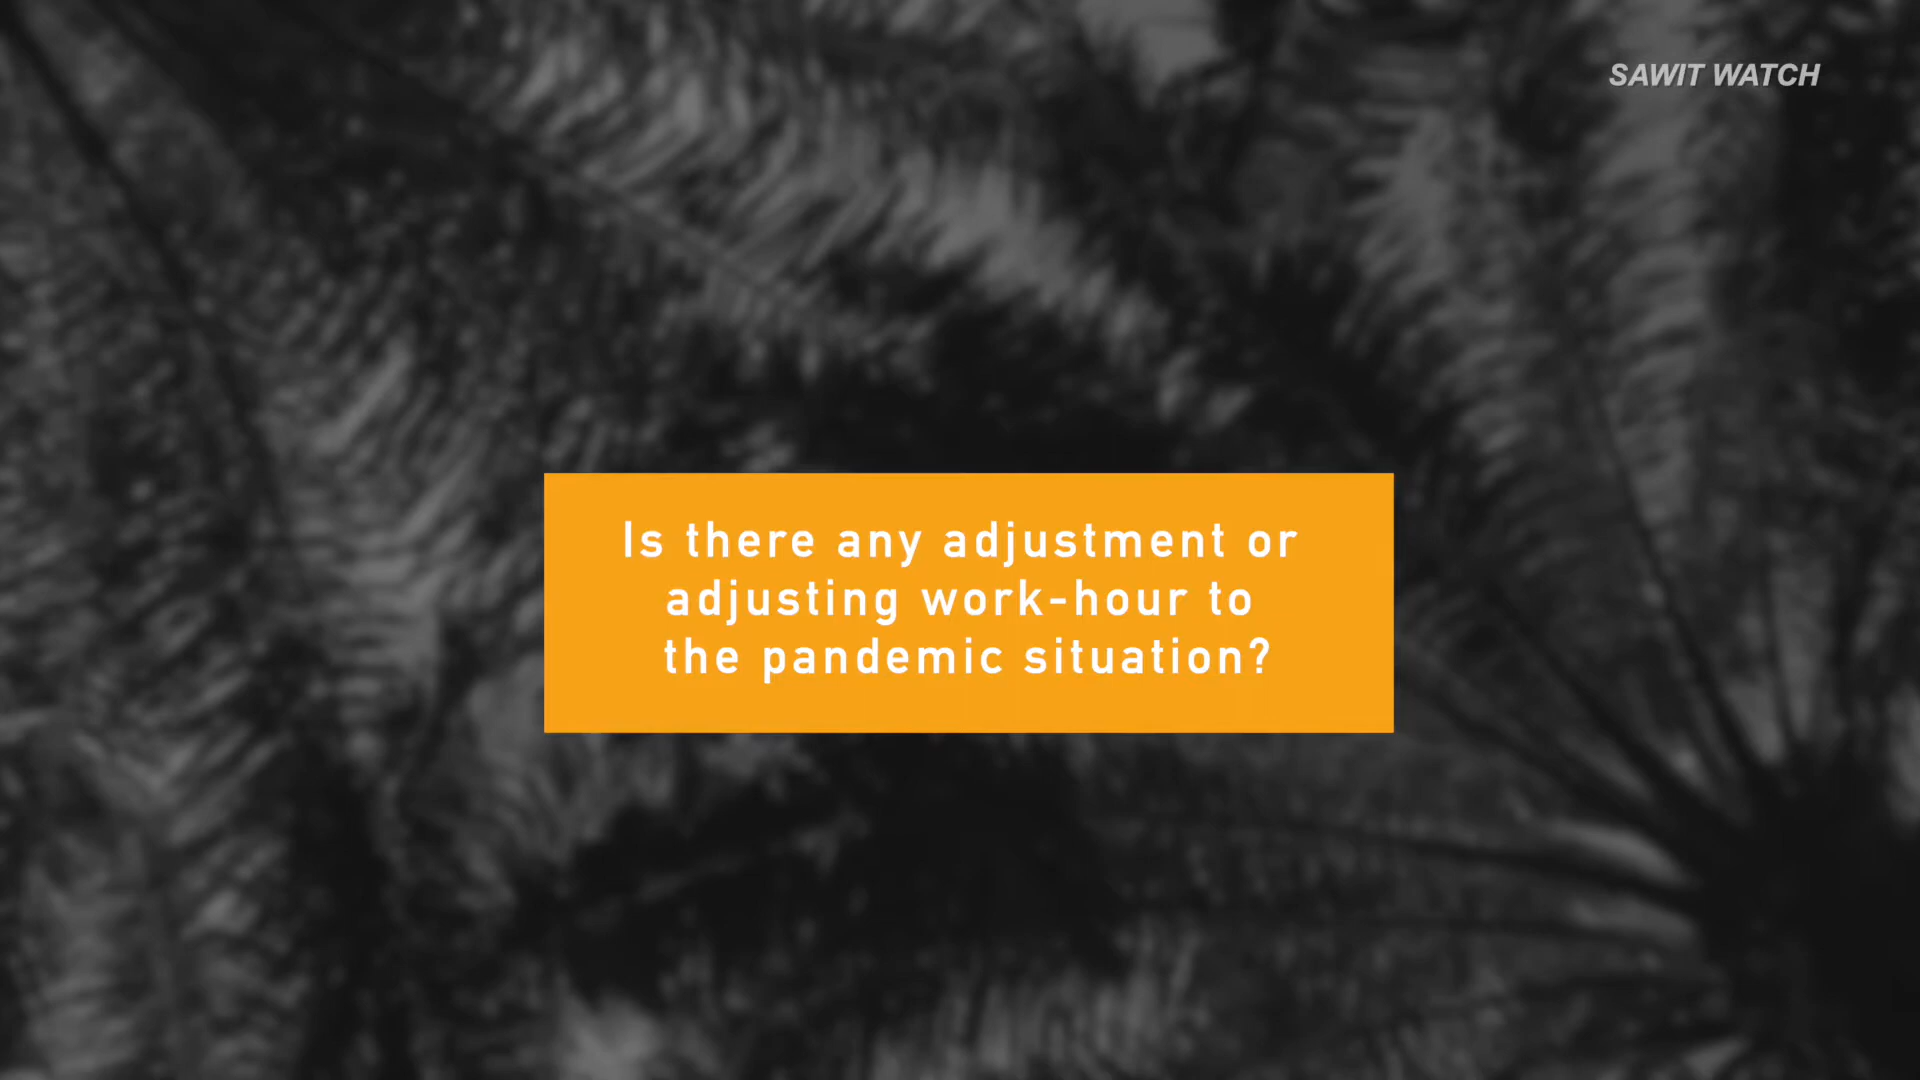 SAWIT WATCH
Is there any adjustment or
adjusting work-hour to
the pandemic situation?